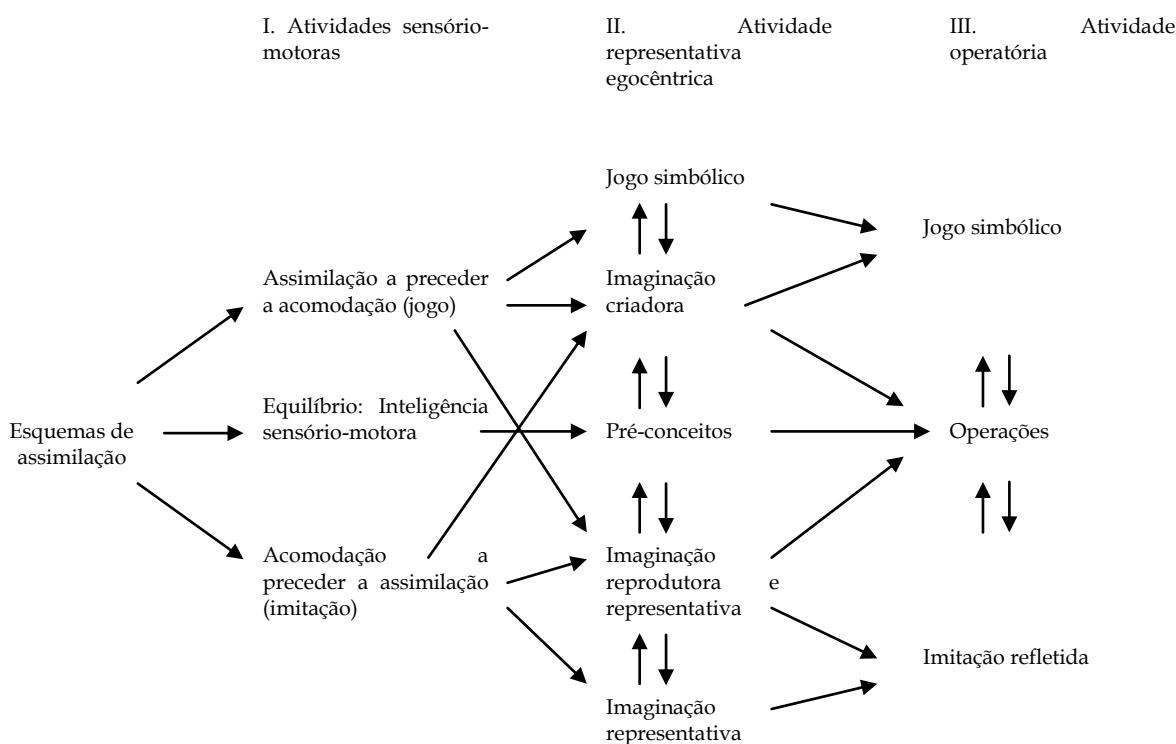 I. Atividades sensório-
motoras
II. Atividade
representativa
egocêntrica
III. Atividade
operatória
Jogo simbólico
Jogo simbólico
Assimilação a preceder
a acomodação (jogo)
Imaginação
criadora
Esquemas de
assimilação
Equilíbrio: Inteligência
sensório-motora
Pré-conceitos
Operações
Acomodação a
preceder a assimilação
(imitação)
Imaginação
reprodutora e
representativa
Imitação refletida
Imaginação
representativa